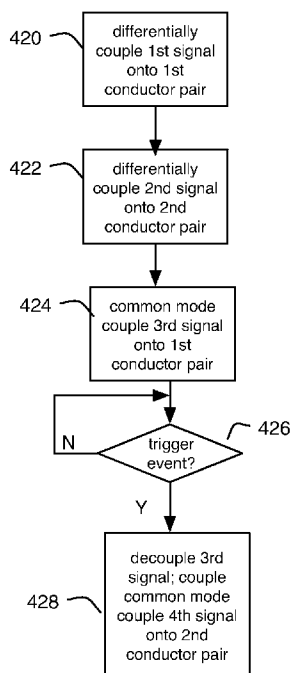 420
differentially
couple 1st signal
onto 1st
conductor pair
422
differentially
couple 2nd signal
onto 2nd
conductor pair
424
common mode
couple 3rd signal
onto 1st
conductor pair
426
trigger
event?
N
Y
428
decouple 3rd
signal; couple
common mode
couple 4th signal
onto 2nd
conductor pair